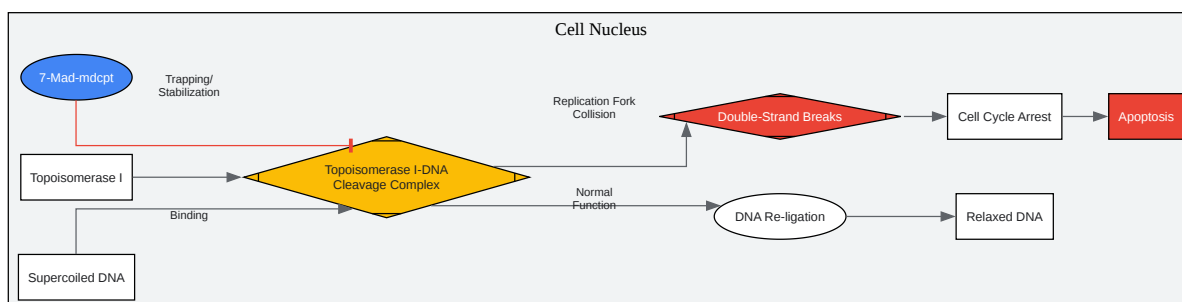 Cell Nucleus
7-Mad-mdcpt
Trapping/
Stabilization
Replication Fork
Collision
Double-Strand Breaks
Cell Cycle Arrest
Apoptosis
Topoisomerase I
Topoisomerase I-DNA
Cleavage Complex
Binding
Normal
Function
DNA Re-ligation
Relaxed DNA
Supercoiled DNA